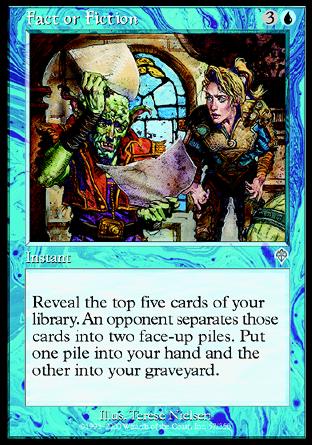 Fact or Fiction 3
Instant
Reveal the top five cards of your
library. An opponent separates those
cards into two face-up piles. Put
one pile into your hand and the
other into your graveyard.
Illus. Terese Nielsen